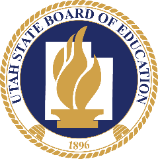 UTAH STATE BOARD OF EDUCATION
1896